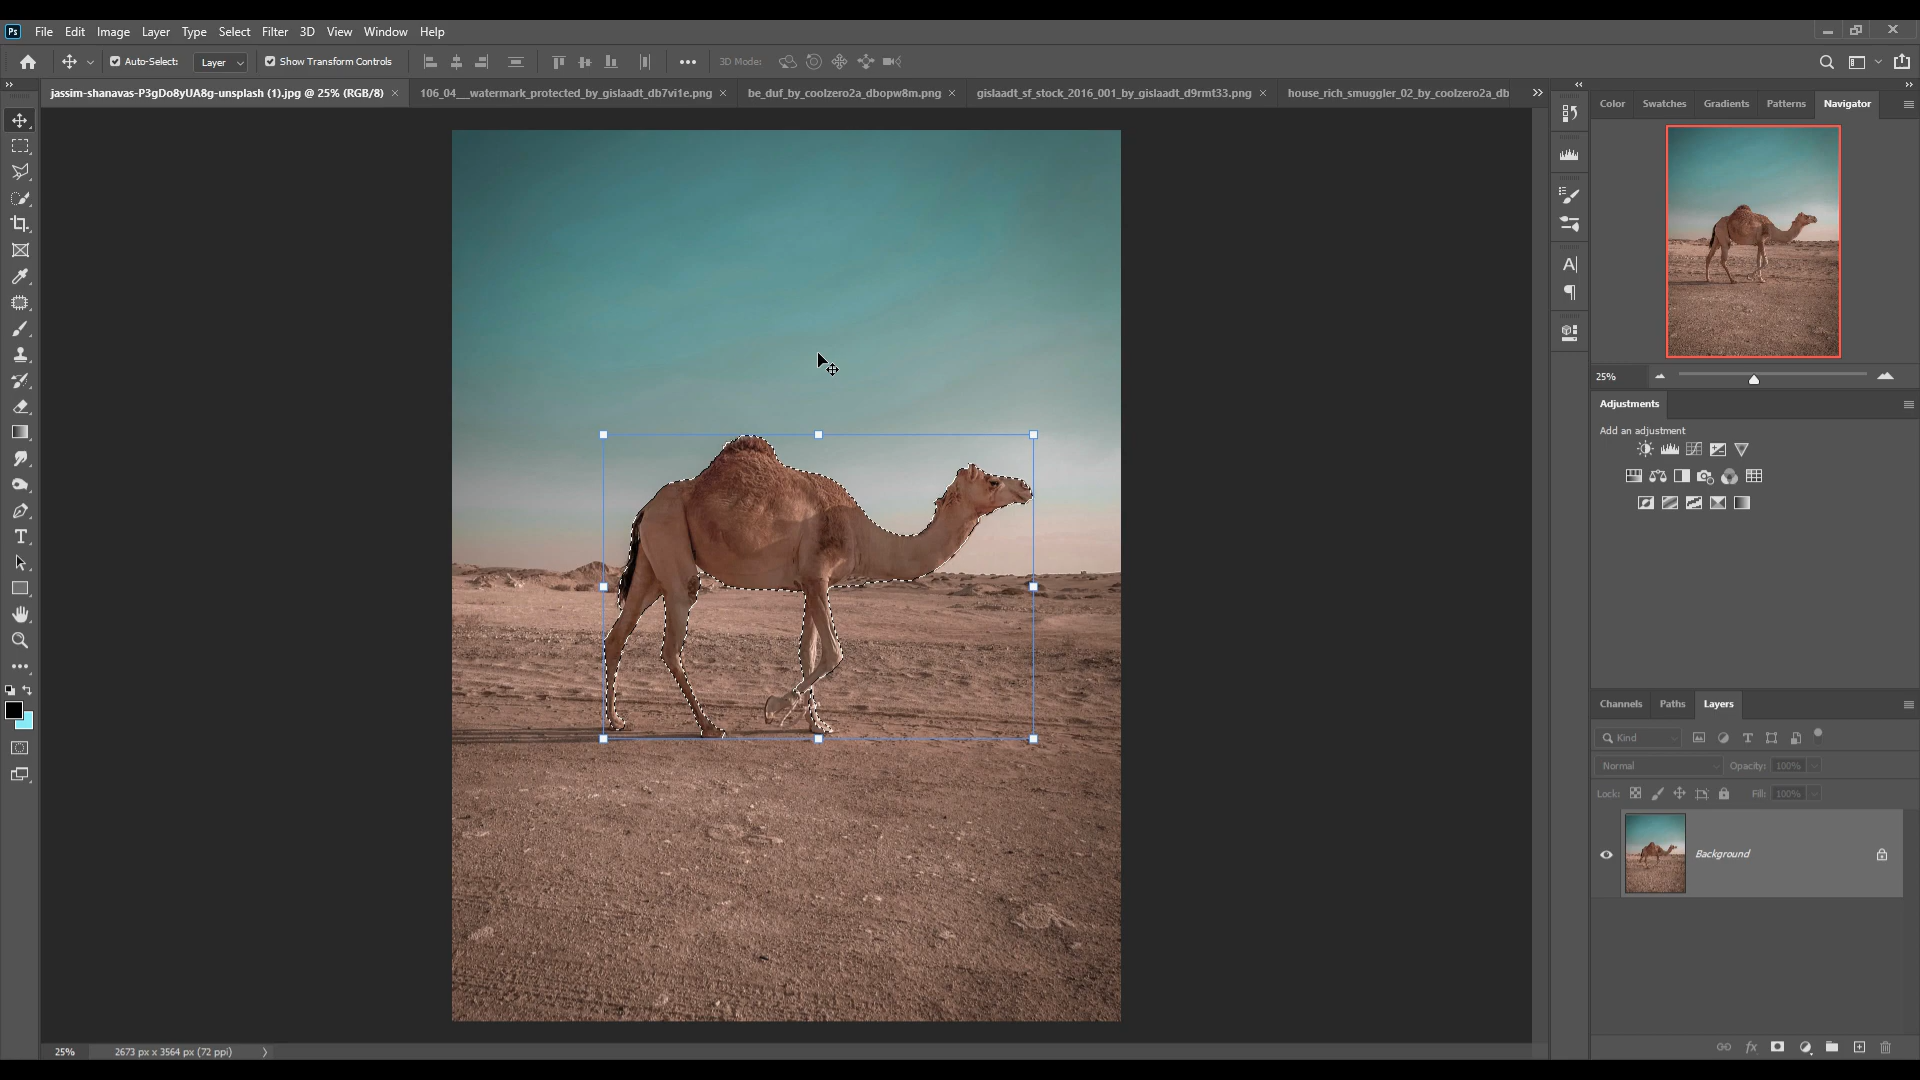 Ps File Edit Image Layer Type Select Filter 3D View Window Help
Auto-Select: Layer Show Transform Controls 3D Mode:
jassim-shanavas-P3gDo8yUA8g-unsplash (1).jpg @ 25% (RGB/8) 106_04___watermark_protected_by_gislaadt_db7vi1e.png be_duf_by_coolzero2a_dbopw8m.png gislaadt_sf_stock_2016_001_by_gislaadt_d9rmt33.png house_rich_smuggler_02_by_coolzero2a_db
Color Swatches Gradients Patterns Navigator
25%
Adjustments
Add an adjustment
Channels Paths Layers
Kind
Normal Opacity: 100%
Lock: Fill: 100%
Background
25% 2673 px x 3564 px (72 ppi)